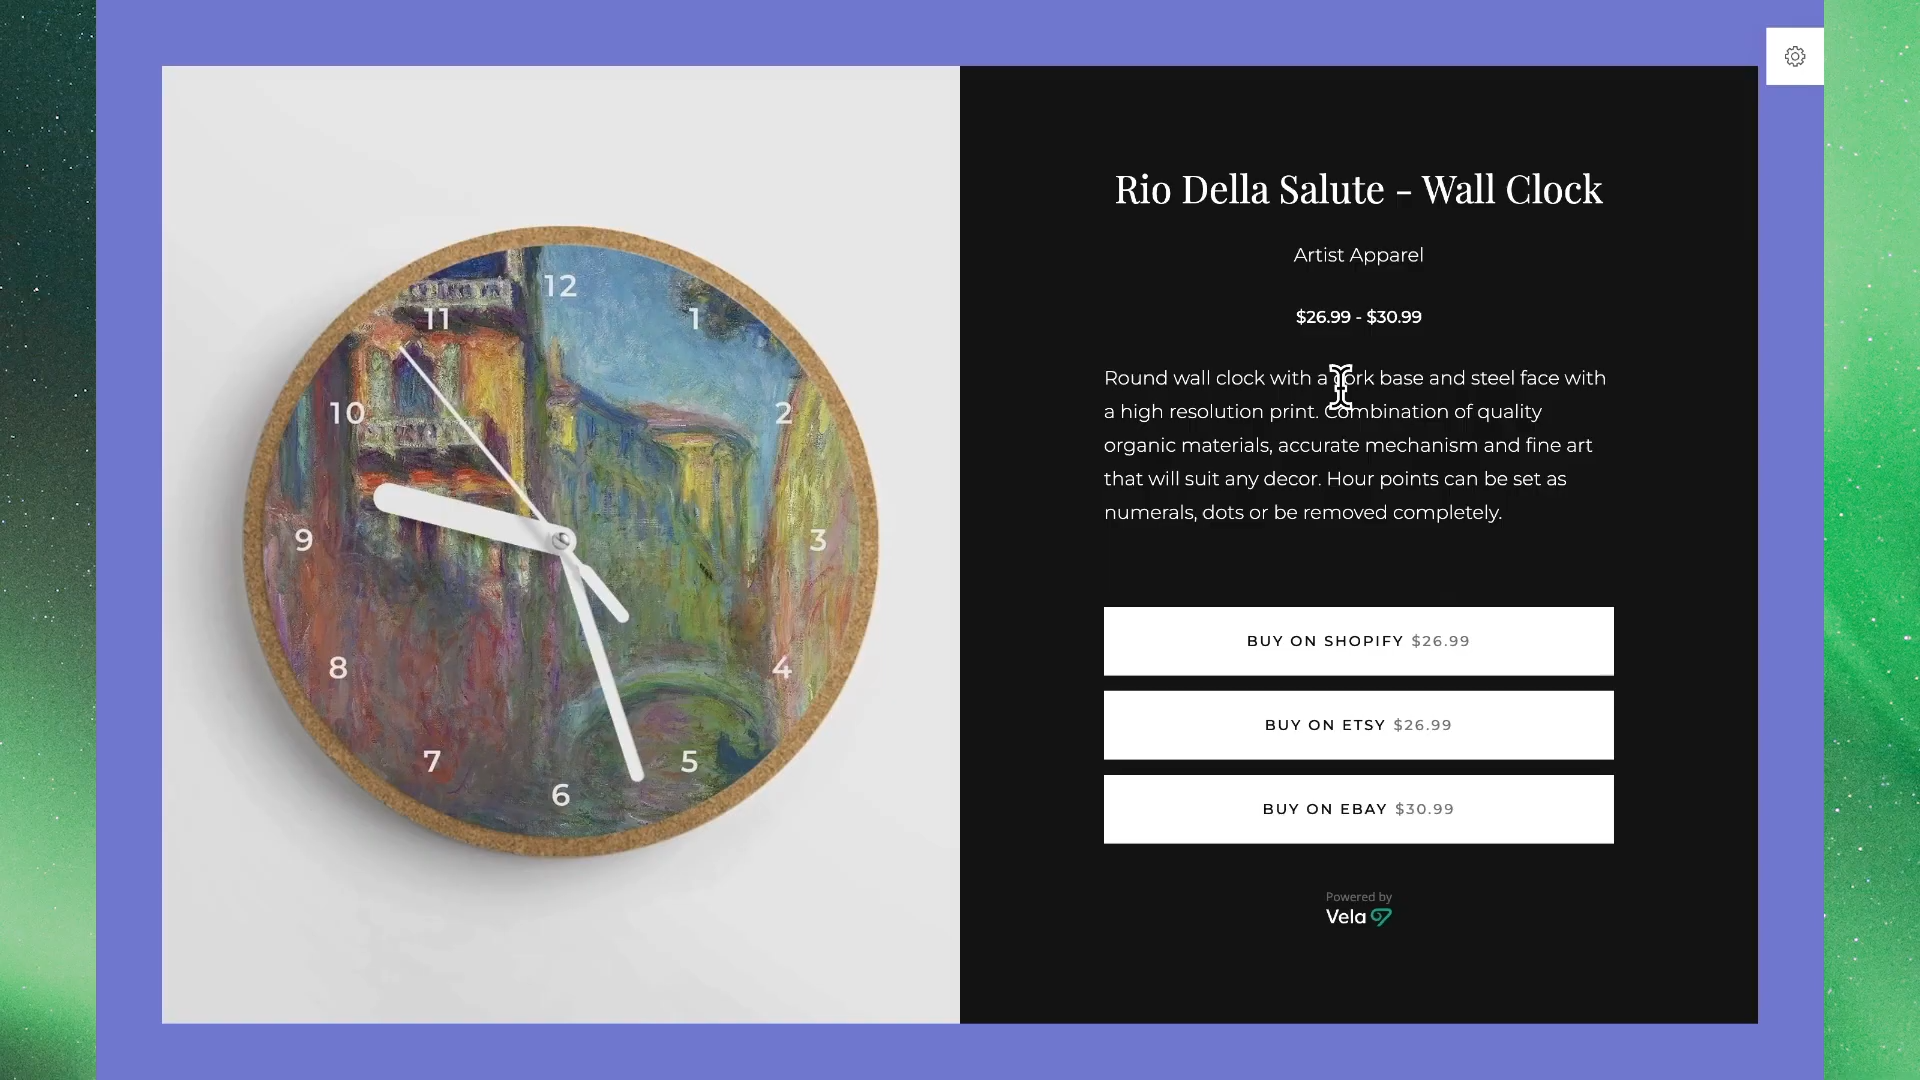 12
11
1
10
2
9
3
8
4
7
5
6
Rio Della Salute - Wall Clock
Artist Apparel
$26.99 - $30.99
Round wall clock with a cork base and steel face with
a high resolution print. Combination of quality
organic materials, accurate mechanism and fine art
that will suit any decor. Hour points can be set as
numerals, dots or be removed completely.
BUY ON SHOPIFY $26.99
BUY ON ETSY $26.99
BUY ON EBAY $30.99
Powered by
Vela